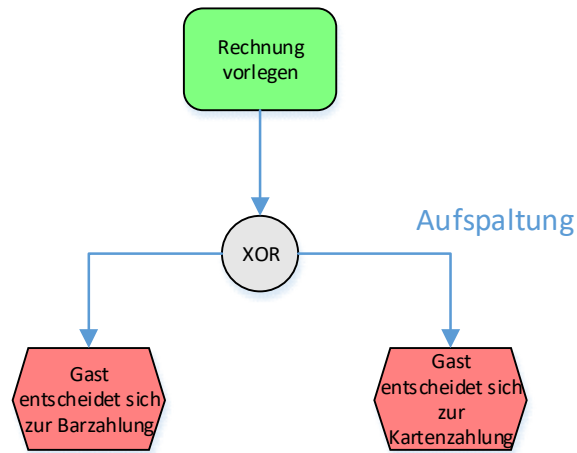 Rechnung
vorlegen
XOR
Aufspaltung
Gast
entscheidet sich
zur Barzahlung
Gast
entscheidet sich
zur
Kartenzahlung